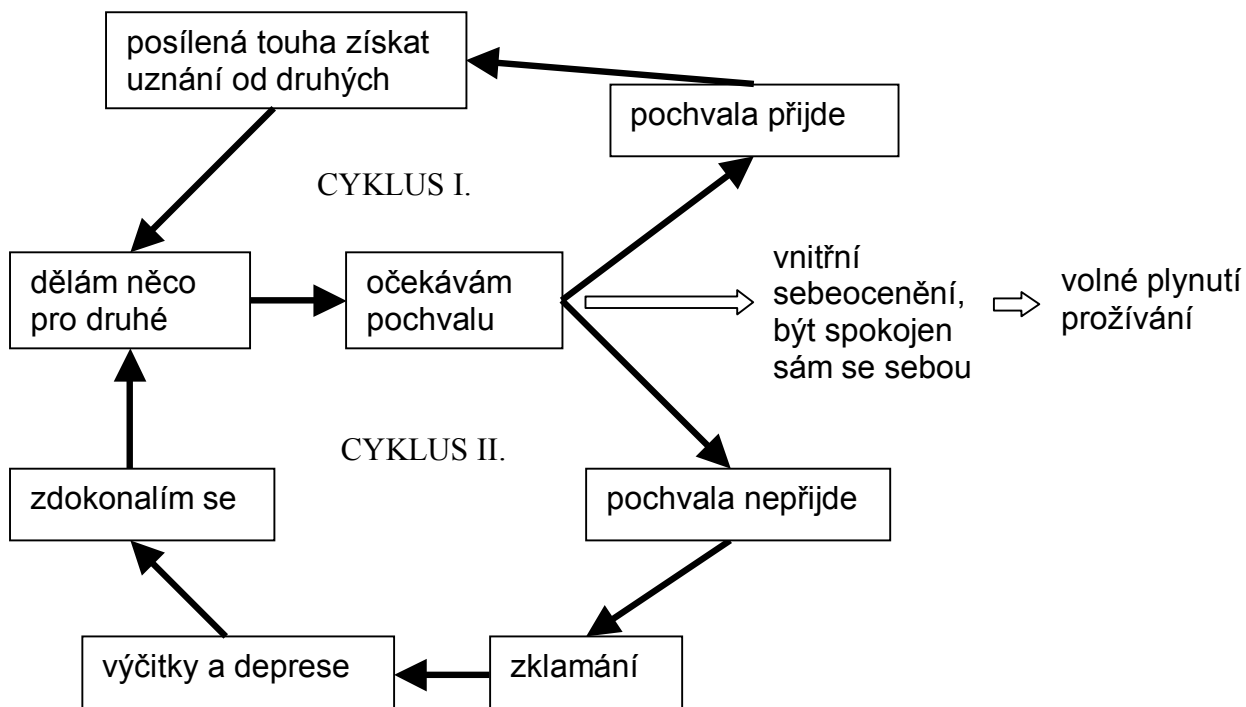 posílená touha získat
uznání od druhých
pochvala přijde
CYKLUS I.
dělám něco
pro druhé
očekávám
pochvalu
vnitřní
sebeocenění,
být spokojen
sám se sebou
volné plynutí
prožívání
CYKLUS II.
zdokonalím se
pochvala nepřijde
výčitky a deprese
zklamání